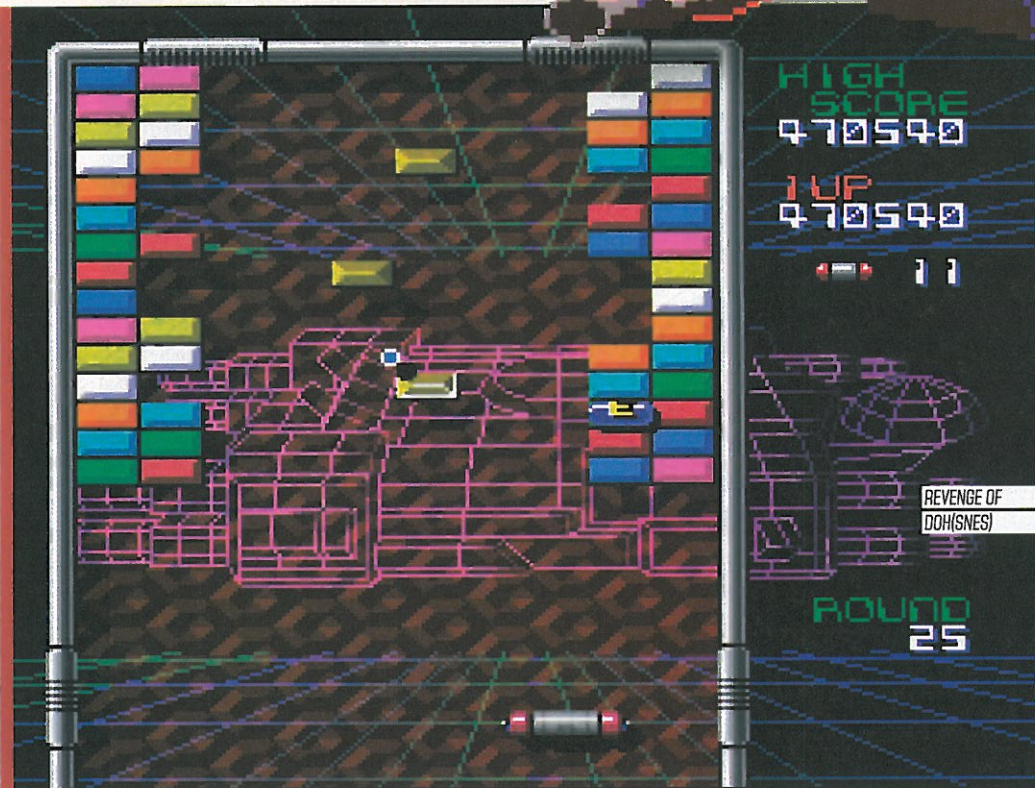 HIGH
SCORE
470540
1UP
470540
11
E
REVENGE OF
DOH(SNES)
ROUND
25